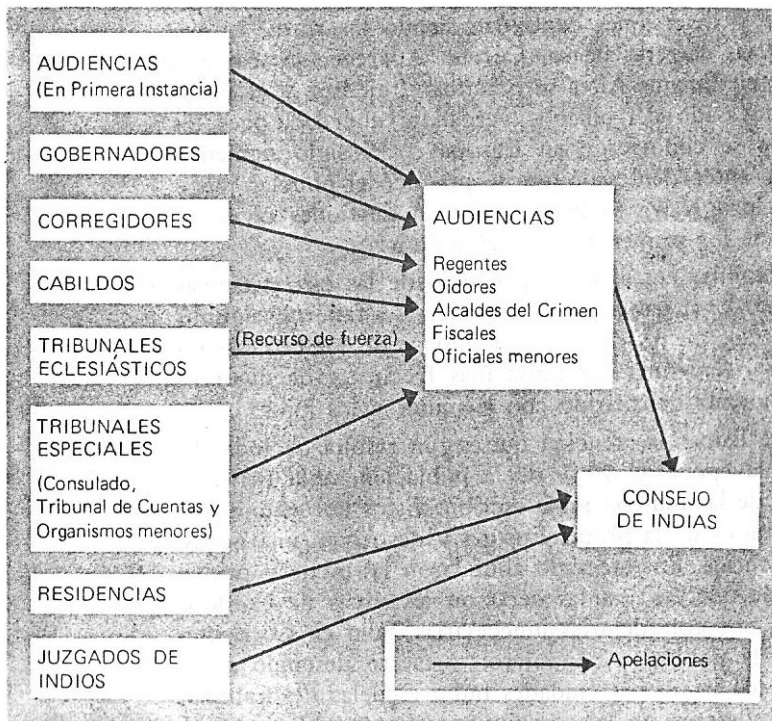 AUDIENCIAS
(En Primera Instancia)
GOBERNADORES
CORREGIDORES
CABILDOS
TRIBUNALES
ECLESIÁSTICOS
(Recurso de fuerza)
TRIBUNALES
ESPECIALES
(Consulado,
Tribunal de Cuentas y
Organismos menores)
RESIDENCIAS
JUZGADOS DE
INDIOS
AUDIENCIAS
Regentes
Oidores
Alcaldes del Crimen
Fiscales
Oficiales menores
CONSEJO
DE INDIAS
Apelaciones